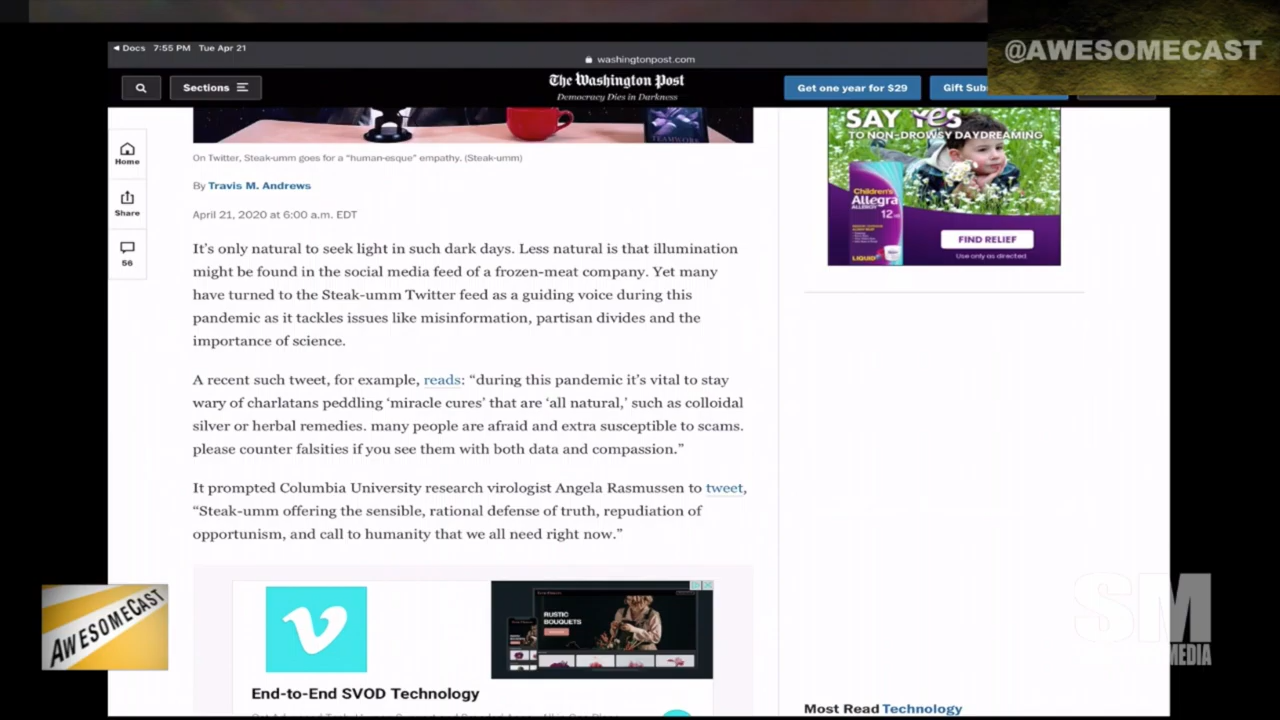 @AWESOMECAST
Docs 7:55 PM Tue Apr 21
washingtonpost.com
Sections
The Washington Post
Democracy Dies in Darkness
Get one year for $29
Gift Sub
SAY YES
TO NON-DROWSY DAYDREAMING
Children's
Allegra
ALLERGY
12
LIQUID
FIND RELIEF
Use only as directed
Home
Share
56
TEAMWORK
On Twitter, Steak-umm goes for a “human-esque” empathy. (Steak-umm)
By Travis M. Andrews
April 21, 2020 at 6:00 a.m. EDT
It’s only natural to seek light in such dark days. Less natural is that illumination
might be found in the social media feed of a frozen-meat company. Yet many
have turned to the Steak-umm Twitter feed as a guiding voice during this
pandemic as it tackles issues like misinformation, partisan divides and the
importance of science.
A recent such tweet, for example, reads: “during this pandemic it’s vital to stay
wary of charlatans peddling ‘miracle cures’ that are ‘all natural,’ such as colloidal
silver or herbal remedies. many people are afraid and extra susceptible to scams.
please counter falsities if you see them with both data and compassion.”
It prompted Columbia University research virologist Angela Rasmussen to tweet,
“Steak-umm offering the sensible, rational defense of truth, repudiation of
opportunism, and call to humanity that we all need right now.”
RUSTIC
BOUQUETS
End-to-End SVOD Technology
Most Read Technology
AWESOMECAST
SM
MEDIA